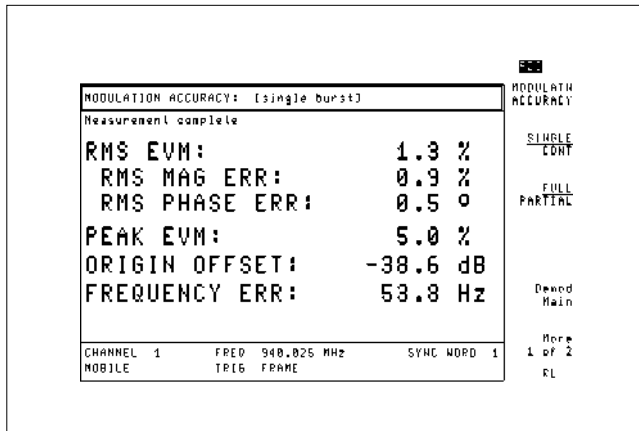 MODULATION ACCURACY: [single burst]
Measurement complete
RMS EVM: 1.3 %
RMS MAG ERR: 0.9 %
RMS PHASE ERR: 0.5 º
PEAK EVM: 5.0 %
ORIGIN OFFSET: -38.6 dB
FREQUENCY ERR: 53.8 Hz
CHANNEL 1 FREQ 940.025 MHz SYNC WORD 1
MOBILE TRIG FRAME
MODULATN
ACCURACY
SINGLE
CONT
FULL
PARTIAL
Demod
Main
More
1 of 2
RL